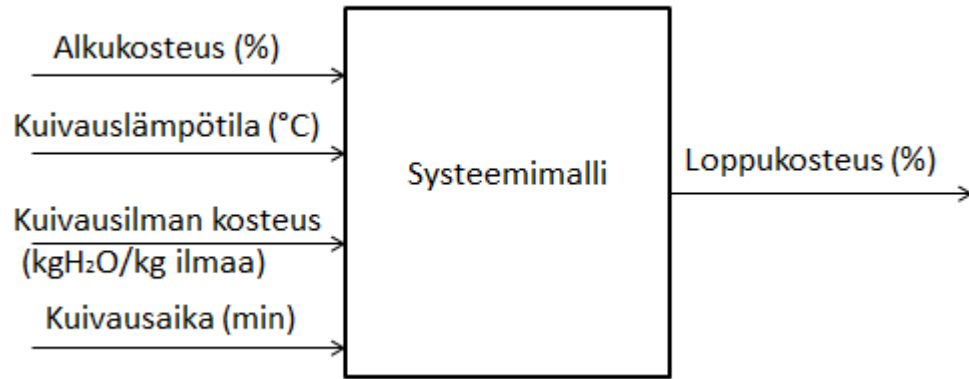 Alkukosteus (%)
Kuivauslämpötila (°C)
Kuivausilman kosteus
(kgH₂O/kg ilmaa)
Kuivausaika (min)
Systeemimalli
Loppukosteus (%)